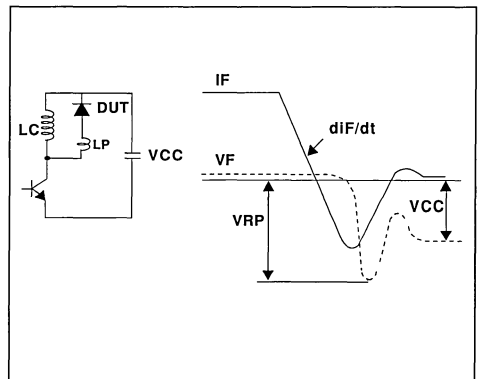 IF
DUT
diF/dt
LC
LP
VCC
VF
VCC
VRP